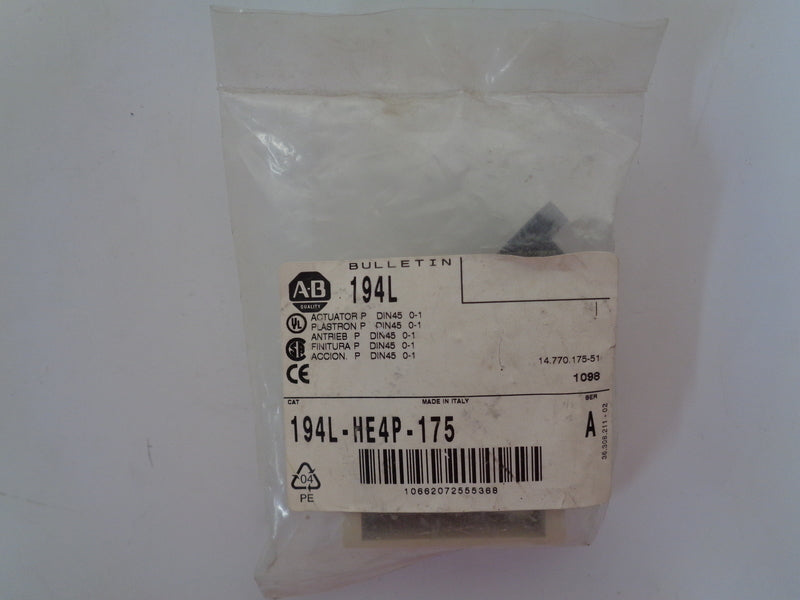 BULLETIN
A-B
QUALITY
194L
UL
ACTUATOR P DIN45 0-1
PLASTRON P DIN45 0-1
ANTRIEB P DIN45 0-1
FINITURA P DIN45 0-1
ACCION. P DIN45 0-1
CE
14.770.175-51
1098
CAT
MADE IN ITALY
SER
194L-HE4P-175
A
36.308.211-02
04
PE
10662072555368